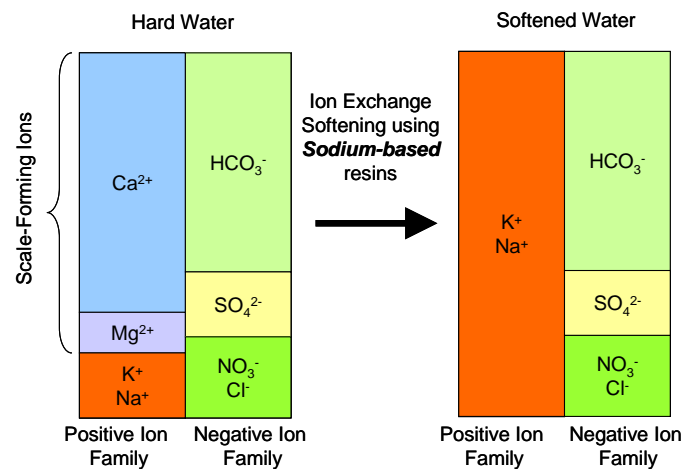 Hard Water
Softened Water
Scale-Forming Ions
Ca²⁺
Mg²⁺
K⁺
Na⁺
HCO₃⁻
SO₄²⁻
NO₃⁻
Cl⁻
Positive Ion
Family
Negative Ion
Family
Ion Exchange
Softening using
Sodium-based
resins
K⁺
Na⁺
HCO₃⁻
SO₄²⁻
NO₃⁻
Cl⁻
Positive Ion
Family
Negative Ion
Family